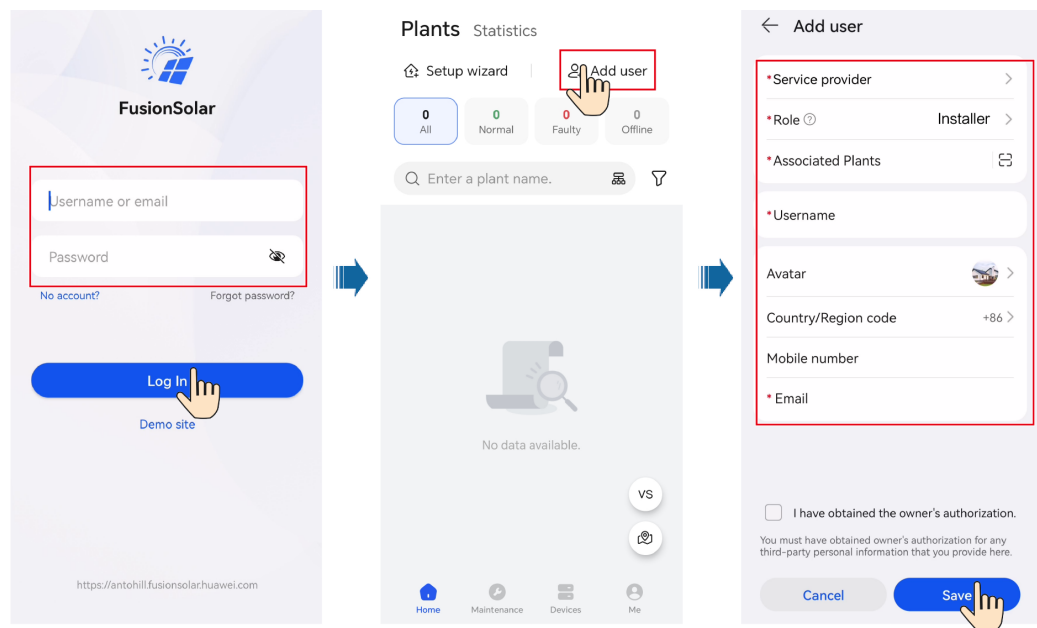 FusionSolar
Username or email
Password
No account? Forgot password?
Log In
Demo site
https://antohill.fusionsolar.huawei.com
Plants Statistics
Setup wizard Add user
0 0 0 0
All Normal Faulty Offline
Enter a plant name.
No data available.
VS
Home Maintenance Devices Me
Add user
*Service provider
*Role Installer
*Associated Plants
*Username
Avatar
Country/Region code +86
Mobile number
* Email
I have obtained the owner's authorization.
You must have obtained owner's authorization for any
third-party personal information that you provide here.
Cancel Save